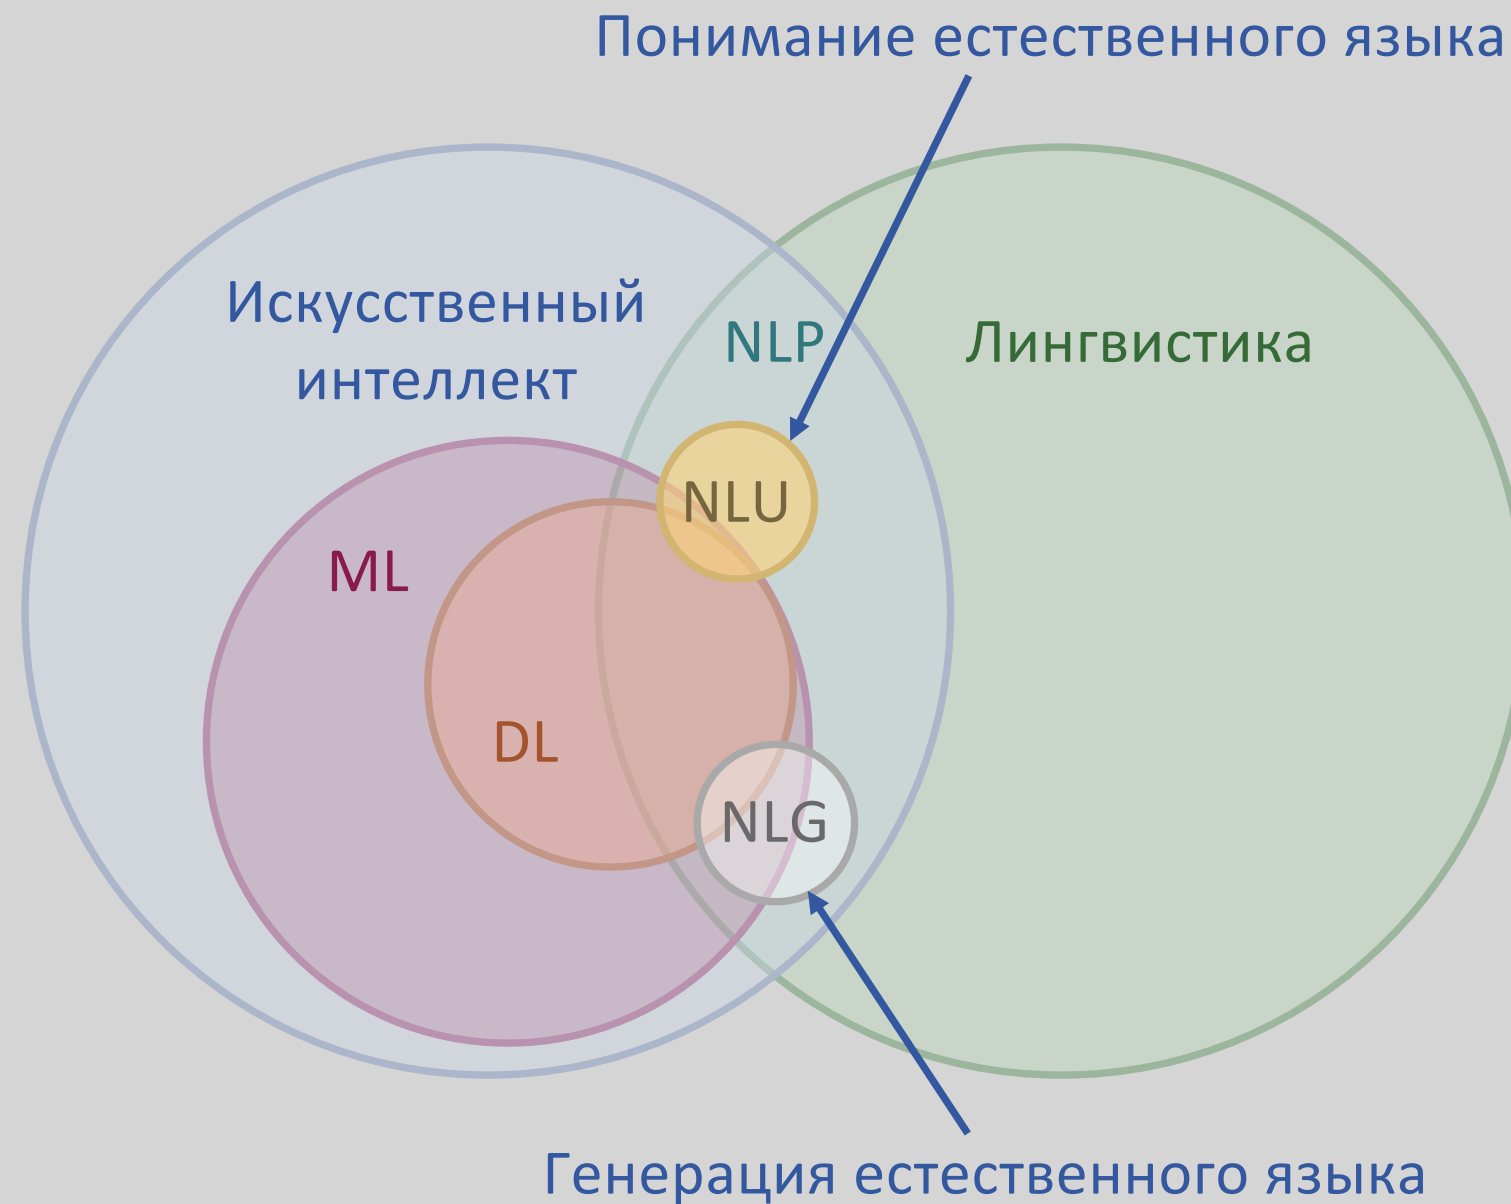 Понимание естественного языка
Искусственный
интеллект
NLP
Лингвистика
NLU
ML
DL
NLG
Генерация естественного языка